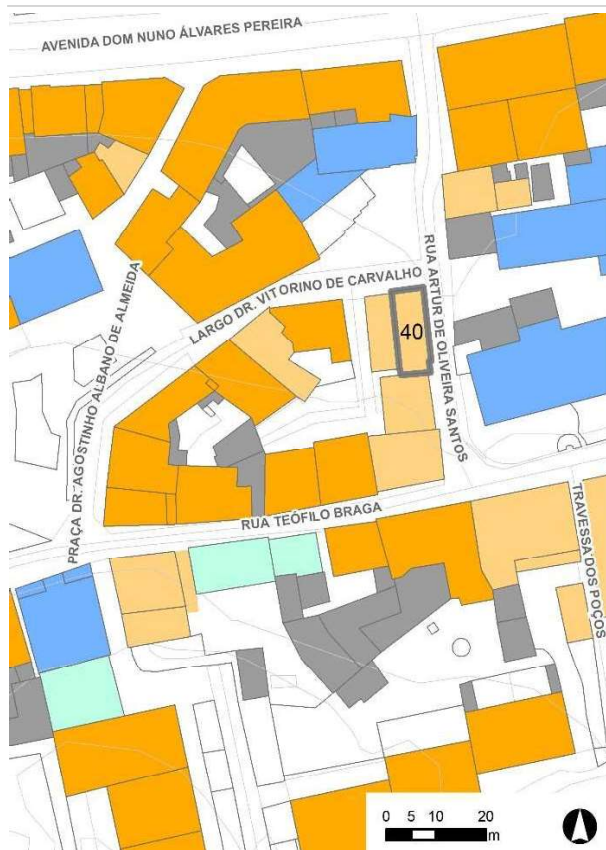 AVENIDA DOM NUNO ÁLVARES PEREIRA
RUA ARTUR DE OLIVEIRA SANTOS
LARGO DR. VITORINO DE CARVALHO
40
PRAÇA DR. AGOSTINHO ALBANO DE ALMEIDA
RUA TEÓFILO BRAGA
TRAVESSA DOS POÇOS
0 5 10 20
m